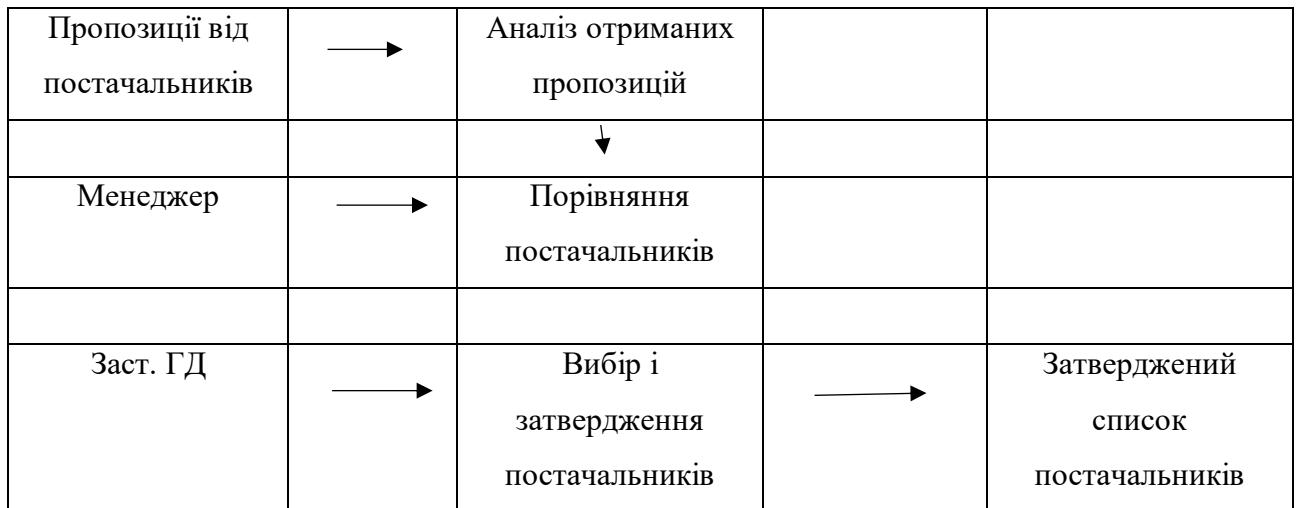 Пропозиції від
постачальників
Аналіз отриманих
пропозицій
Менеджер
Порівняння
постачальників
Заст. ГД
Вибір і
затвердження
постачальників
Затверджений
список
постачальників